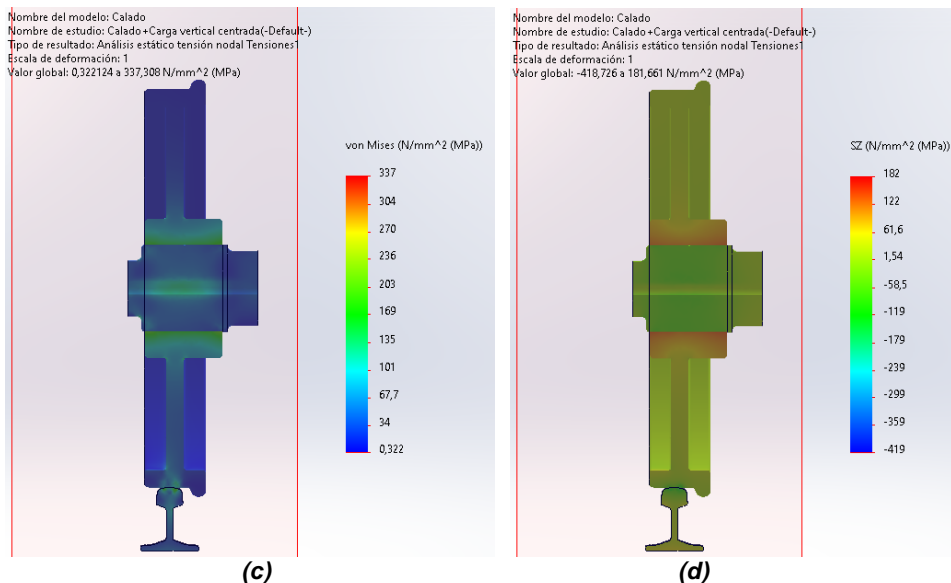 Nombre del modelo: Calado
Nombre de estudio: Calado+Carga vertical centrada(-Default-)
Tipo de resultado: Análisis estático tensión nodal Tensiones1
Escala de deformación: 1
Valor global: 0,322124 a 337,308 N/mm^2 (MPa)
von Mises (N/mm^2 (MPa))
337
304
270
236
203
169
135
101
67,7
34
0,322
(c)
Nombre del modelo: Calado
Nombre de estudio: Calado+Carga vertical centrada(-Default-)
Tipo de resultado: Análisis estático tensión nodal Tensiones1
Escala de deformación: 1
Valor global: -418,726 a 181,661 N/mm^2 (MPa)
SZ (N/mm^2 (MPa))
182
122
61,6
1,54
-58,5
-119
-179
-239
-299
-359
-419
(d)